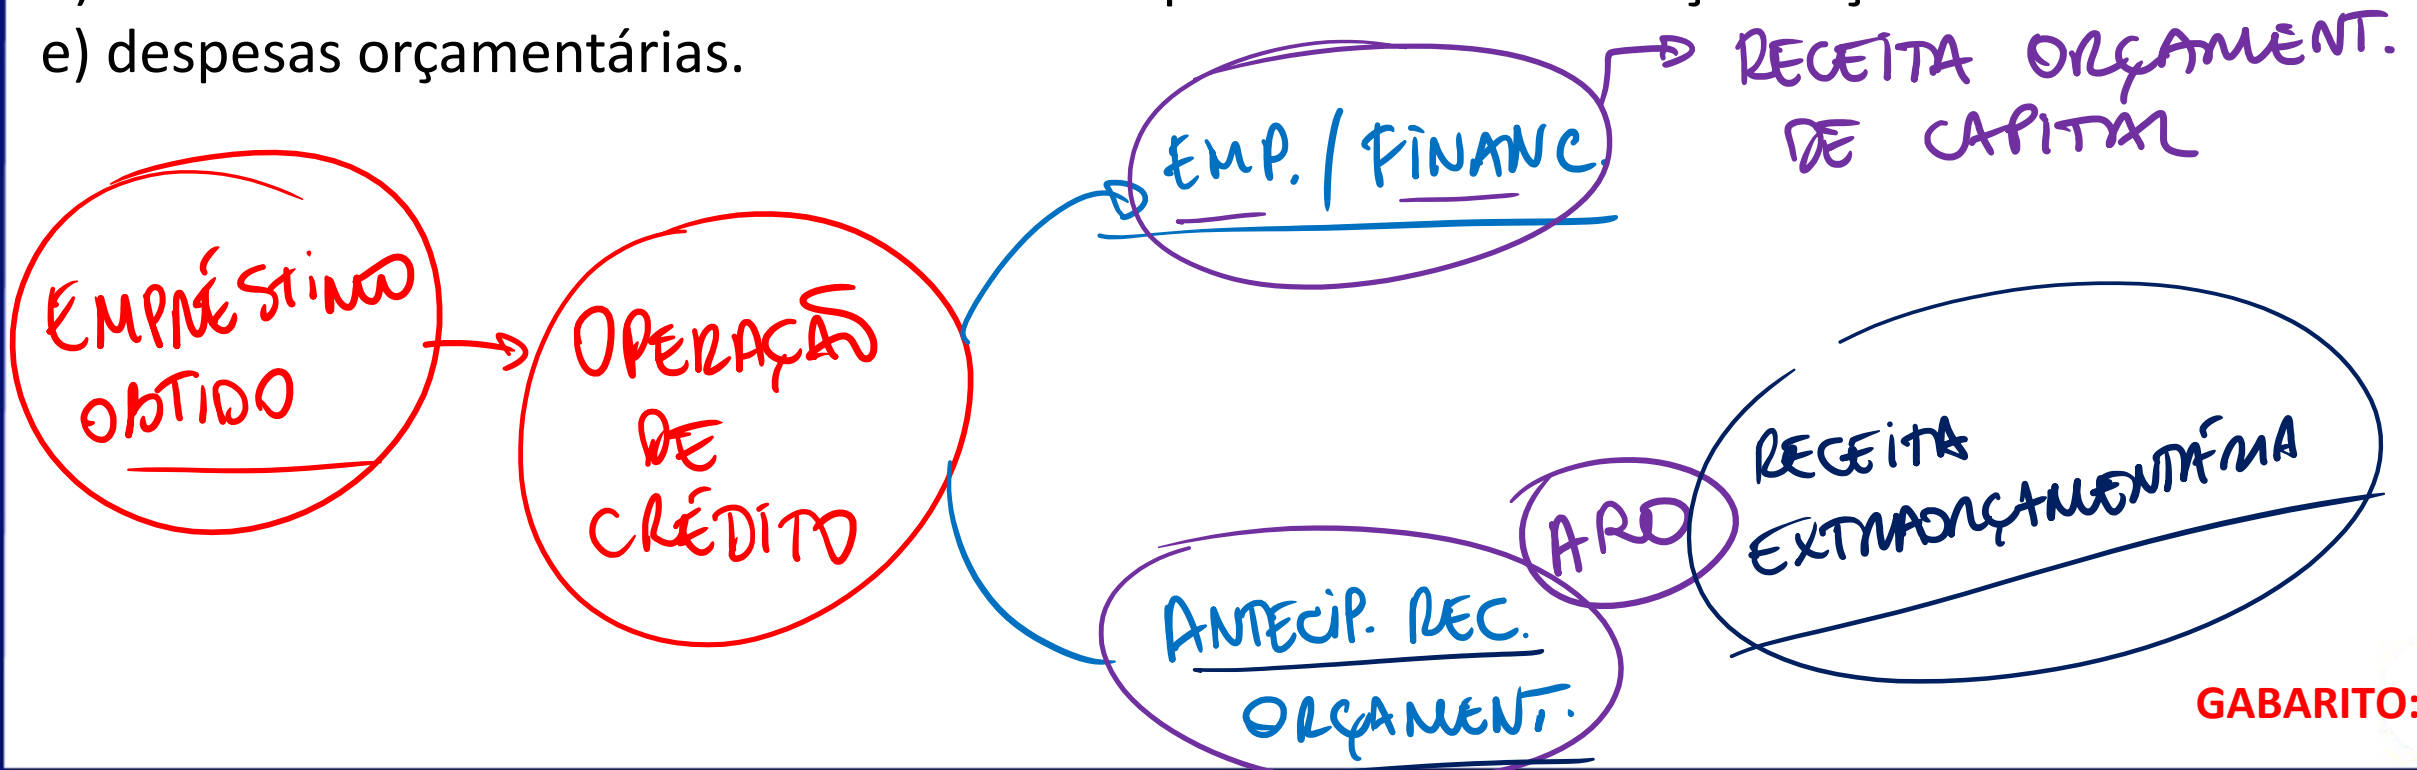 e) despesas orçamentárias.
RECEITA ORÇAMENT.
DE CAPITAL
EMP. / FINANC.
EMPRÉSTIMO
OBTIDO
OPERAÇÃO
DE
CRÉDITO
RECEITA
EXTRAORÇAMENTÁRIA
ARO
ANTECIP. REC.
ORÇAMENT.
GABARITO: